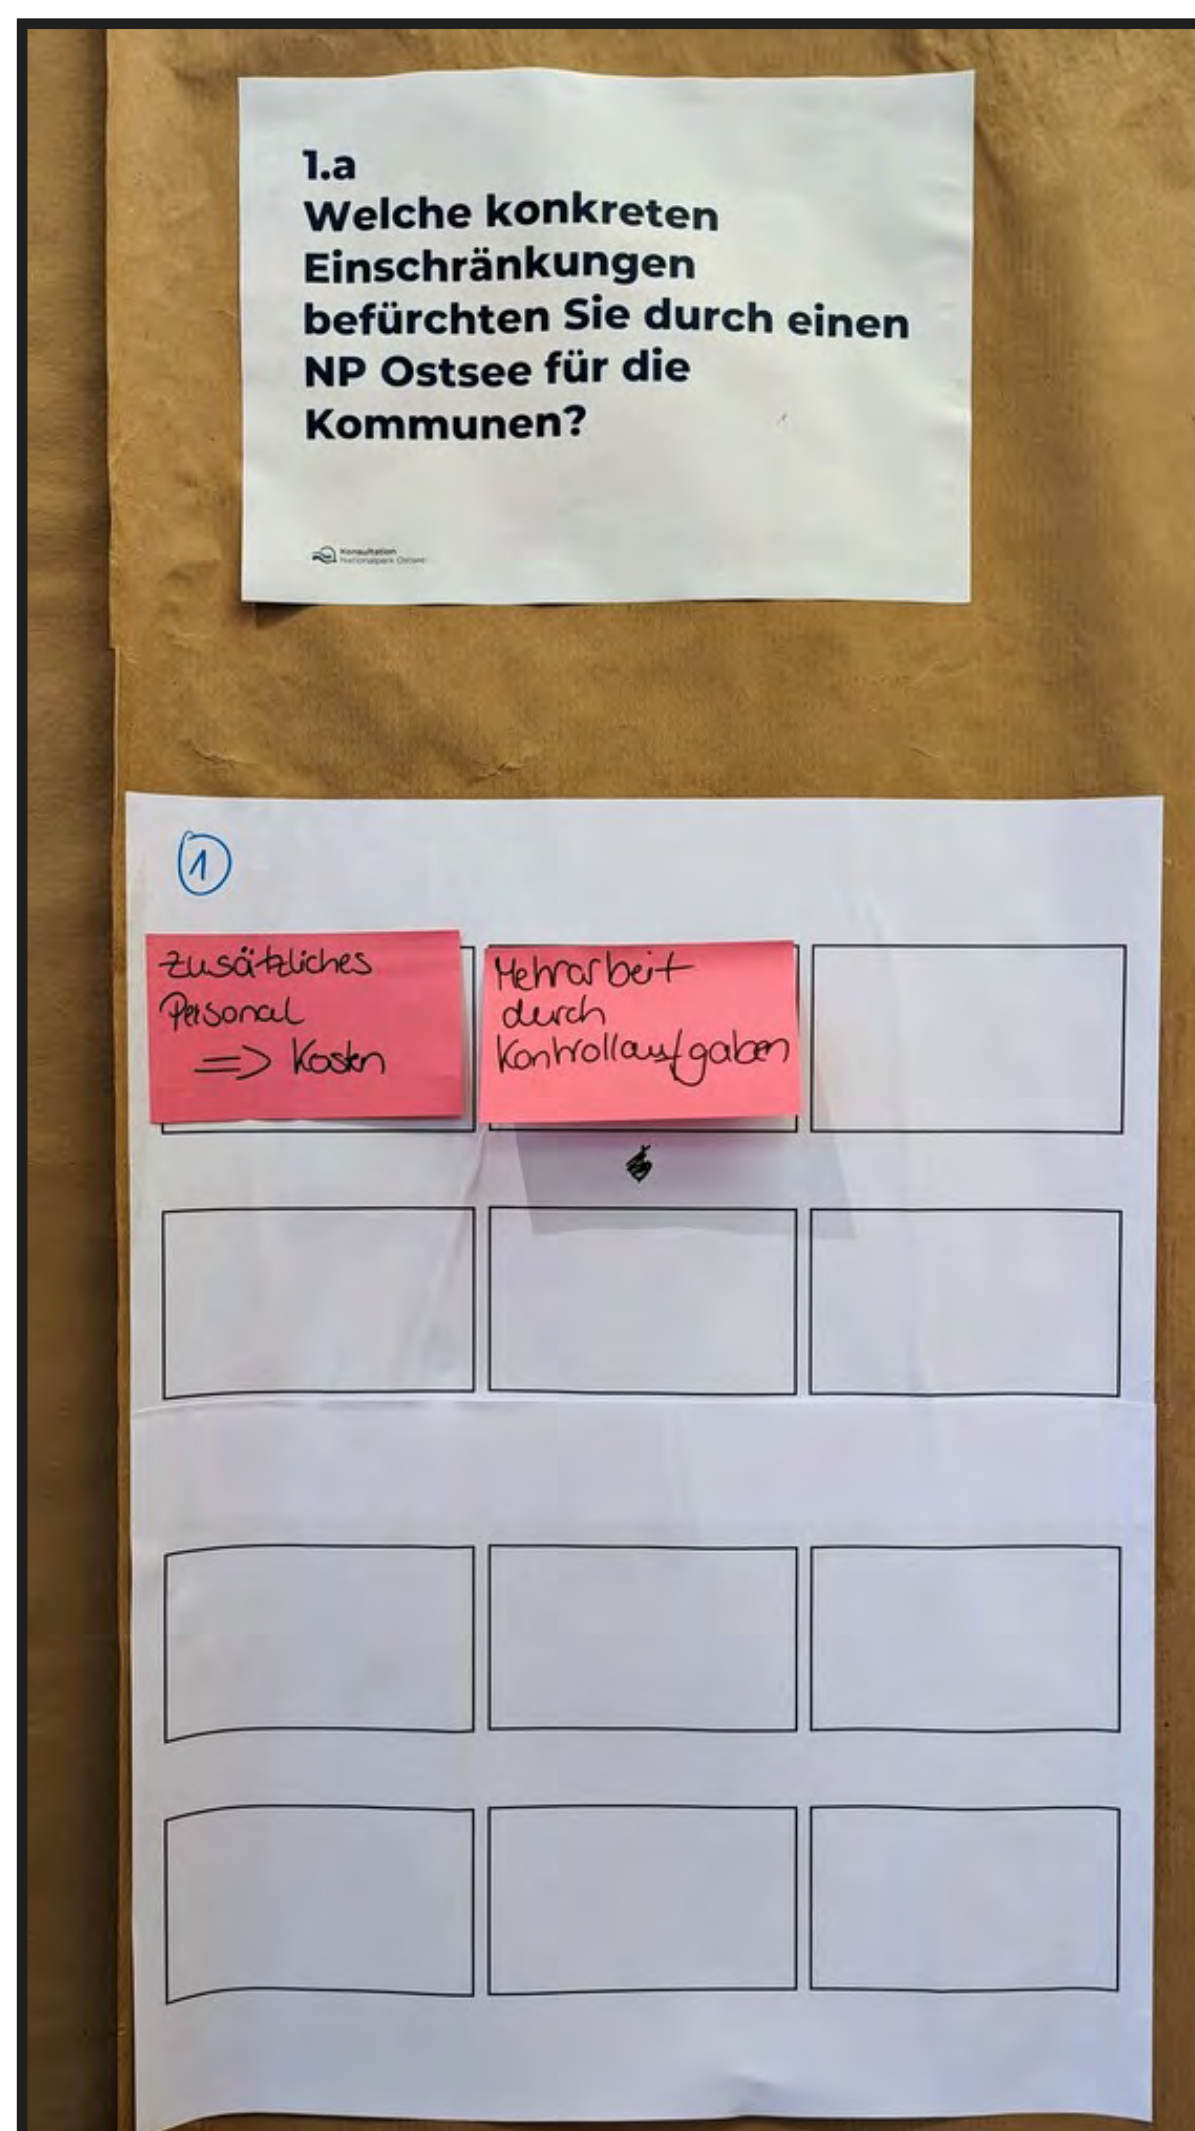 1.a
Welche konkreten
Einschränkungen
befürchten Sie durch einen
NP Ostsee für die
Kommunen?
Konsultation
Nationalpark Ostsee
1
Zusätzliches
Personal
=> Kosten
Mehrarbeit
durch
Kontrollaufgaben